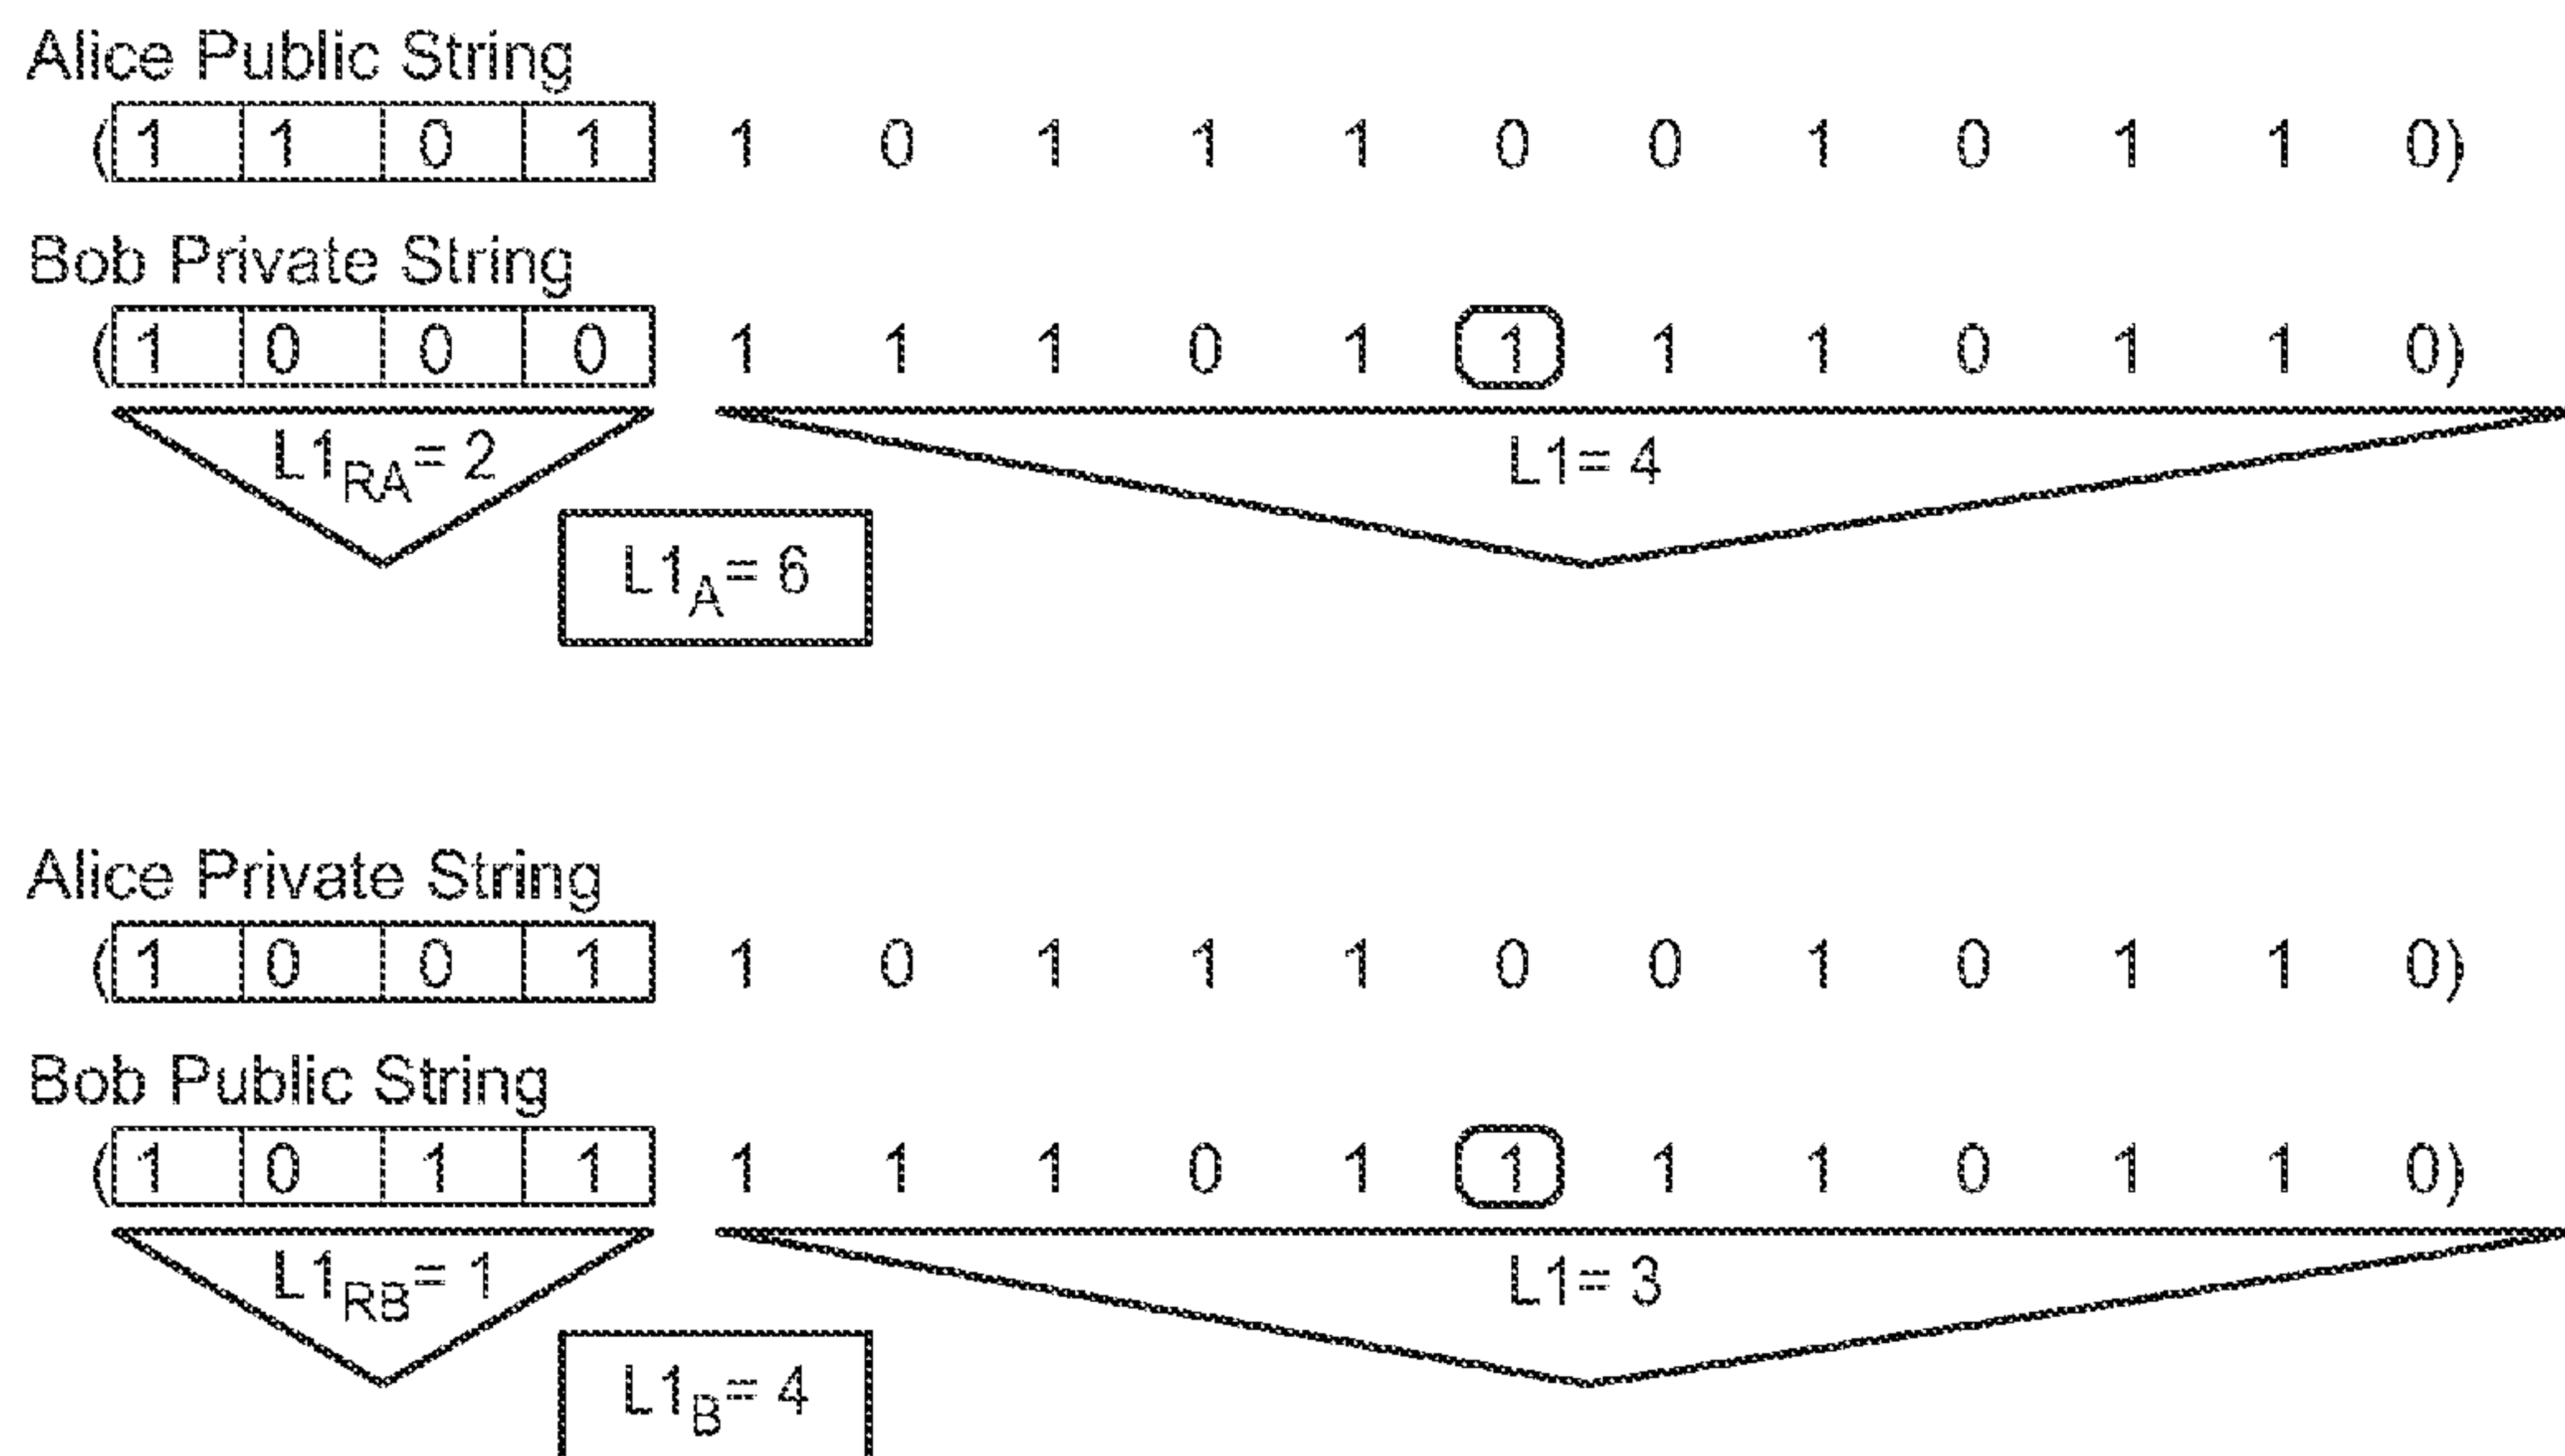 Alice Public String
(1 1 0 1 1 0 1 1 1 0 0 1 0 1 1 0)
Bob Private String
(1 0 0 0 1 1 1 0 1 1 1 1 0 1 1 0)
L1RA= 2 L1= 4
L1A= 6
Alice Private String
(1 0 0 1 1 0 1 1 1 0 0 1 0 1 1 0)
Bob Public String
(1 0 1 1 1 1 1 0 1 1 1 1 0 1 1 0)
L1RB= 1 L1= 3
L1B= 4